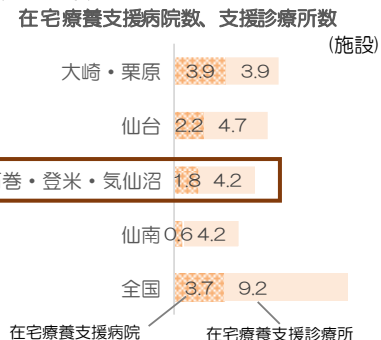 在宅療養支援病院数、支援診療所数
(施設)
大崎・栗原 3.9 3.9
仙台 2.2 4.7
巻・登米・気仙沼 1.8 4.2
仙南 0.6 4.2
全国 3.7 9.2
在宅療養支援病院 在宅療養支援診療所